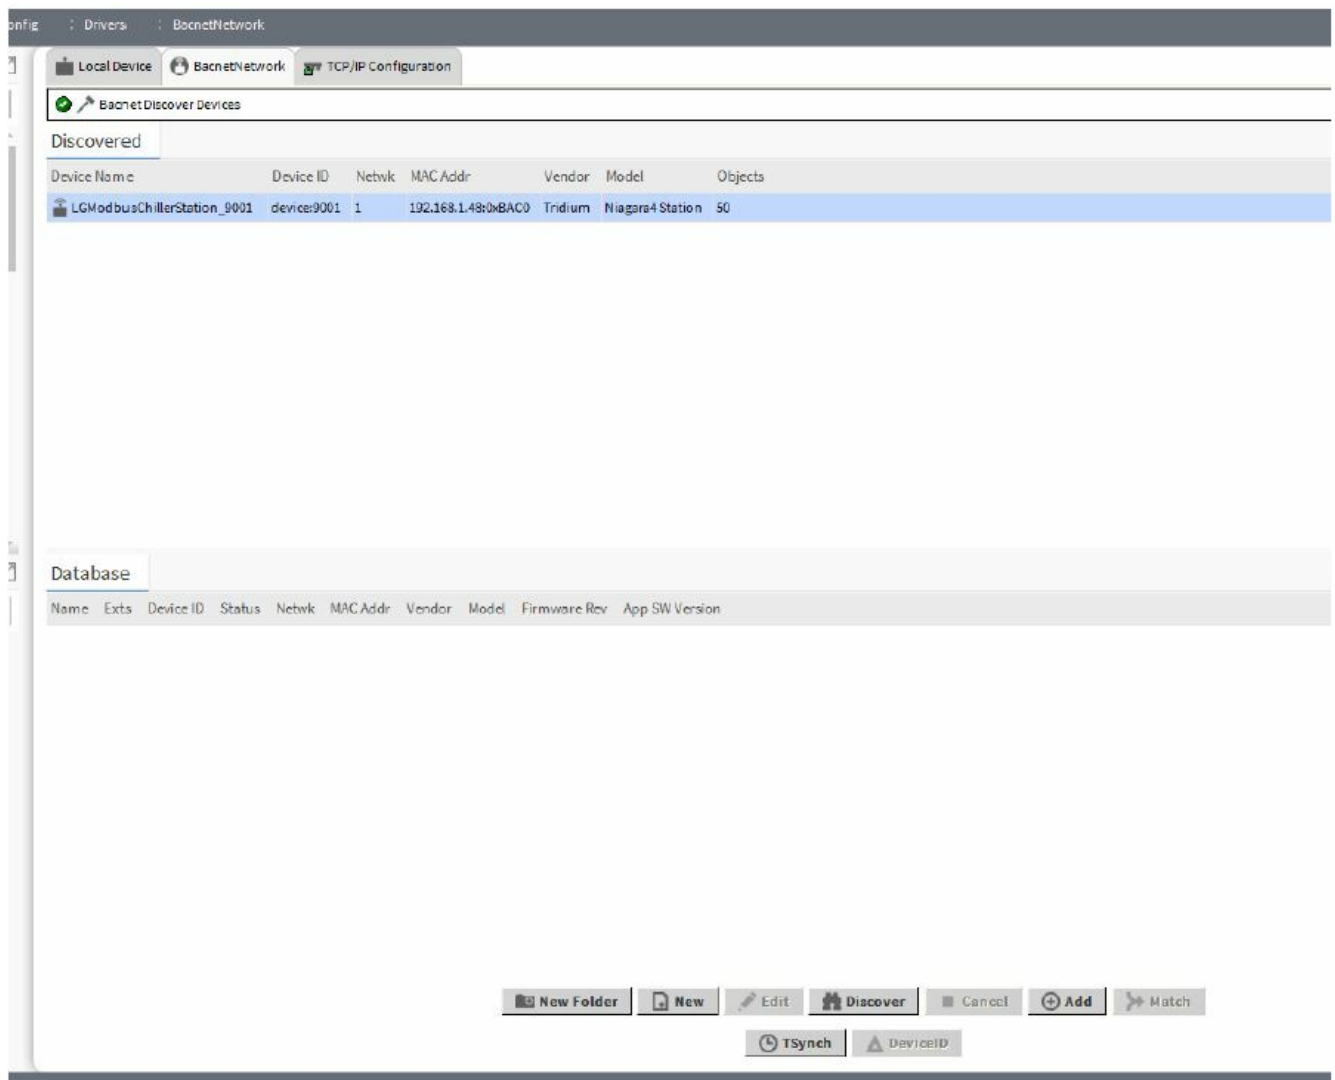 onfig : Drivers : BacnetNetwork
Local Device BacnetNetwork TCP/IP Configuration
Bacnet Discover Devices
Discovered
Device Name Device ID Netwk MAC Addr Vendor Model Objects
LGModbusChillerStation_9001 device:9001 1 192.168.1.48:0xBAC0 Tridium Niagara4 Station 50
Database
Name Exts Device ID Status Netwk MAC Addr Vendor Model Firmware Rev App SW Version
New Folder New Edit Discover Cancel Add Match
TSynch DeviceID